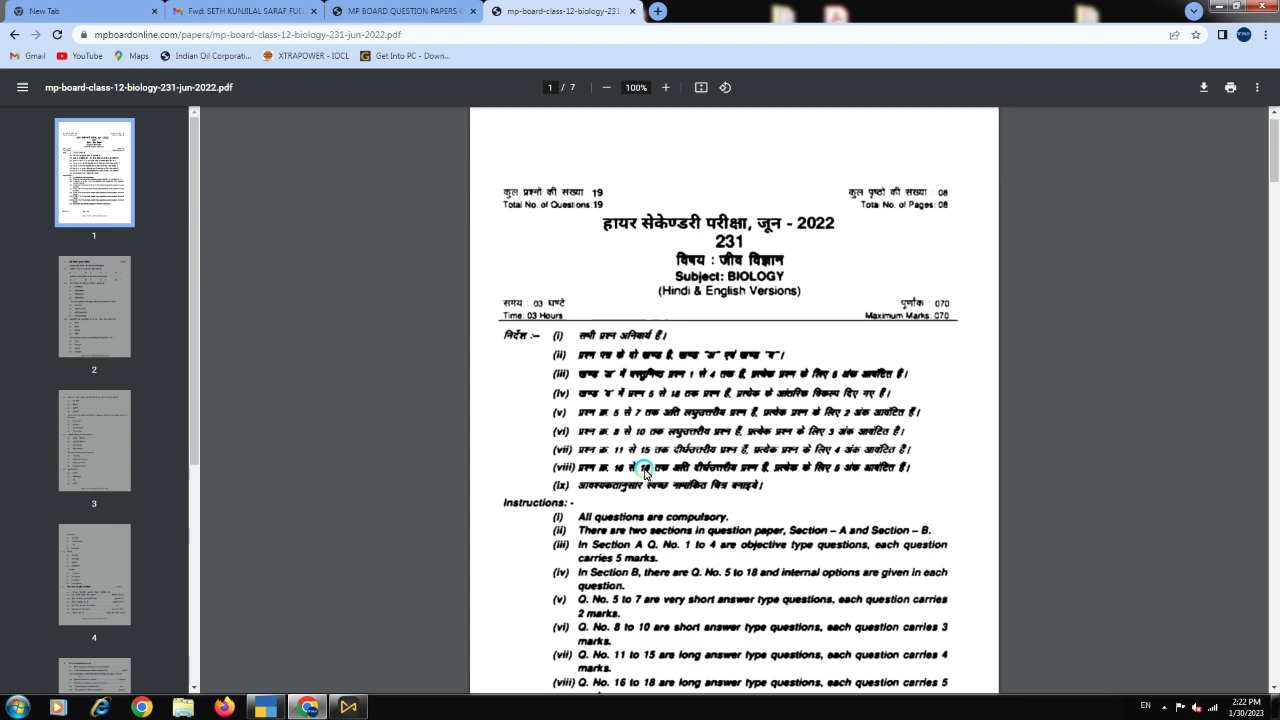 New Tab
Fwd: SETH KUNJILAL SARAF FUE
MP BOARD QUESTION PAPERS C
mp-board-class-12-biology-231-
mpboardonline.com/papers/mp-board-class-12-biology-231-jun-2022.pdf
Gmail YouTube Maps Indian Oil Corporati... XTRAPOWER - IOCL Get Into PC - Down...
mp-board-class-12-biology-231-jun-2022.pdf 1 / 7 100%
1
2
3
4
कुल प्रश्नों की संख्या 19 कुल पृष्ठों की संख्या : 08
Total No. of Questions:19 Total No. of Pages: 08
हायर सेकेण्डरी परीक्षा, जून - 2022
231
विषय : जीव विज्ञान
Subject: BIOLOGY
(Hindi & English Versions)
समय : 03 घण्टे पूर्णांक : 070
Time: 03 Hours Maximum Marks: 070
निर्देश :– (i) सभी प्रश्न अनिवार्य हैं।
(ii) प्रश्न पत्र के दो खण्ड हैं, खण्ड "अ" एवं खण्ड "ब"।
(iii) खण्ड 'अ' में वस्तुनिष्ठ प्रश्न 1 से 4 तक हैं, प्रत्येक प्रश्न के लिए 5 अंक आवंटित हैं।
(iv) खण्ड 'ब' में प्रश्न 5 से 18 तक प्रश्न हैं, प्रत्येक के आंतरिक विकल्प दिए गए हैं।
(v) प्रश्न क्र. 5 से 7 तक अति लघुउत्तरीय प्रश्न हैं, प्रत्येक प्रश्न के लिए 2 अंक आवंटित हैं।
(vi) प्रश्न क्र. 8 से 10 तक लघुउत्तरीय प्रश्न हैं, प्रत्येक प्रश्न के लिए 3 अंक आवंटित हैं।
(vii) प्रश्न क्र. 11 से 15 तक दीर्घउत्तरीय प्रश्न हैं, प्रत्येक प्रश्न के लिए 4 अंक आवंटित हैं।
(viii) प्रश्न क्र. 16 से 18 तक अति दीर्घउत्तरीय प्रश्न हैं, प्रत्येक प्रश्न के लिए 5 अंक आवंटित हैं।
(ix) आवश्यकतानुसार स्वच्छ नामांकित चित्र बनाइये।
Instructions: -
(i) All questions are compulsory.
(ii) There are two sections in question paper, Section – A and Section – B.
(iii) In Section A Q. No. 1 to 4 are objective type questions, each question
carries 5 marks.
(iv) In Section B, there are Q. No. 5 to 18 and internal options are given in each
question.
(v) Q. No. 5 to 7 are very short answer type questions, each question carries
2 marks.
(vi) Q. No. 8 to 10 are short answer type questions, each question carries 3
marks.
(vii) Q. No. 11 to 15 are long answer type questions, each question carries 4
marks.
(viii) Q. No. 16 to 18 are long answer type questions, each question carries 5
EN 2:22 PM
1/30/2023